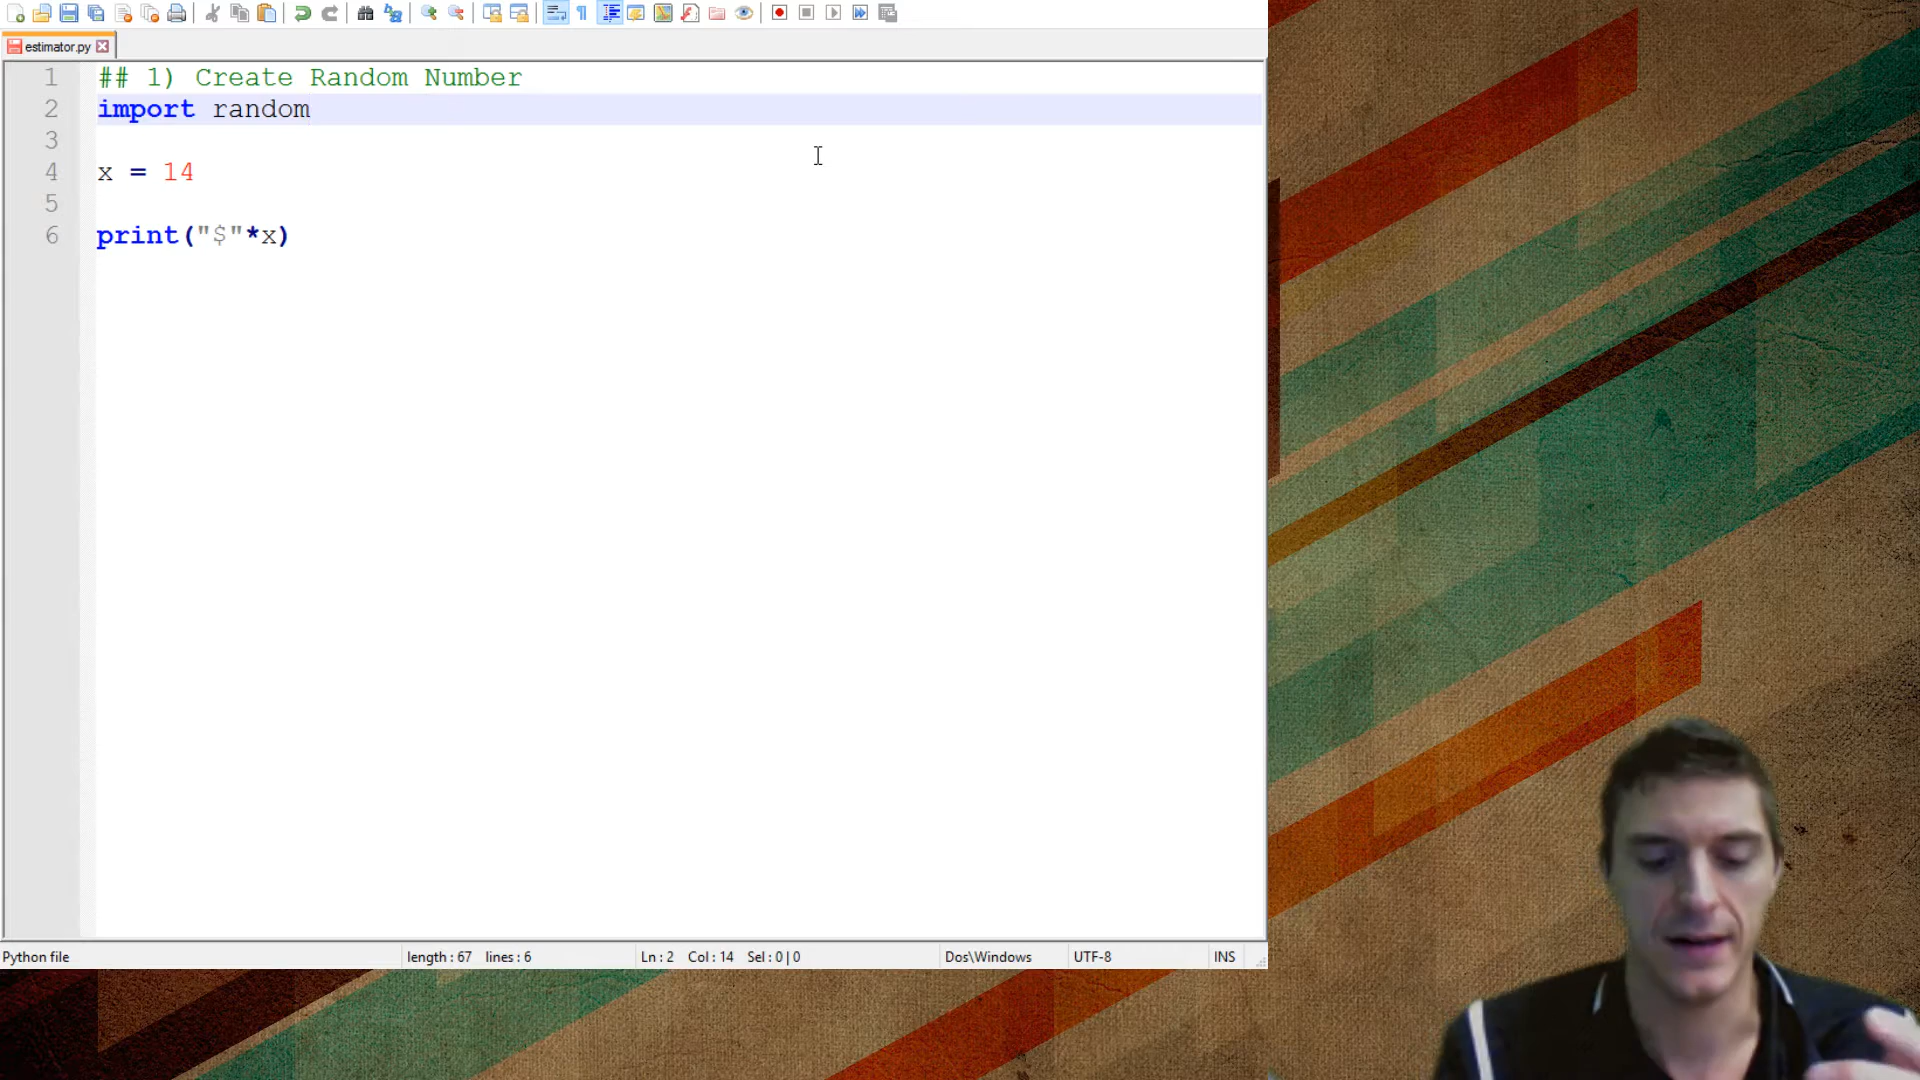 estimator.py
1 ## 1) Create Random Number
2 import random
3
4 x = 14
5
6 print("$"*x)
Python file length : 67 lines : 6 Ln : 2 Col : 14 Sel : 0 | 0 Dos\Windows UTF-8 INS